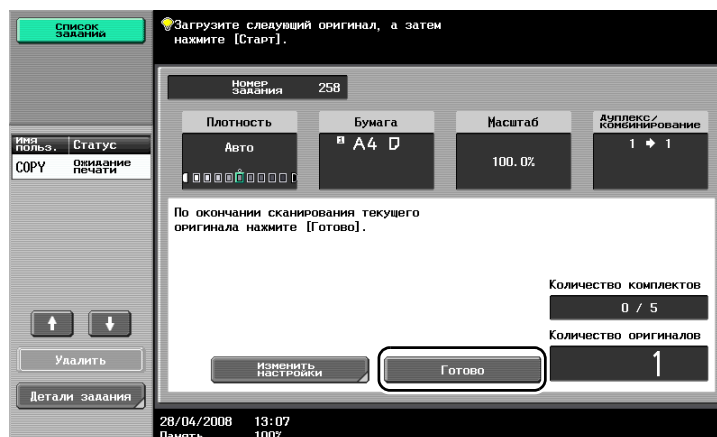 Список
заданий
Загрузите следующий оригинал, а затем
нажмите [Старт].
Номер
задания
258
Плотность
Бумага
Масштаб
Дуплекс/
комбинирование
Авто
A4
100.0%
1 → 1
Имя
польз.
Статус
COPY
Ожидание
печати
По окончании сканирования текущего
оригинала нажмите [Готово].
Количество комплектов
0 / 5
Количество оригиналов
1
Изменить
настройки
Готово
Удалить
Детали задания
28/04/2008 13:07
Память 100%